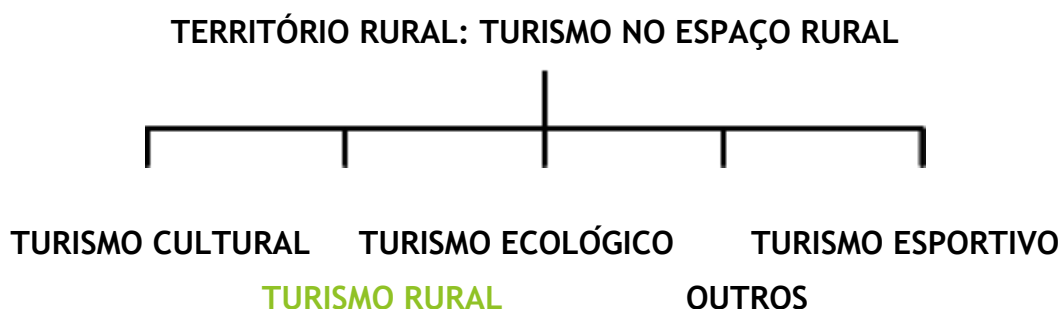 TERRITÓRIO RURAL: TURISMO NO ESPAÇO RURAL
TURISMO CULTURAL TURISMO ECOLÓGICO TURISMO ESPORTIVO
TURISMO RURAL OUTROS